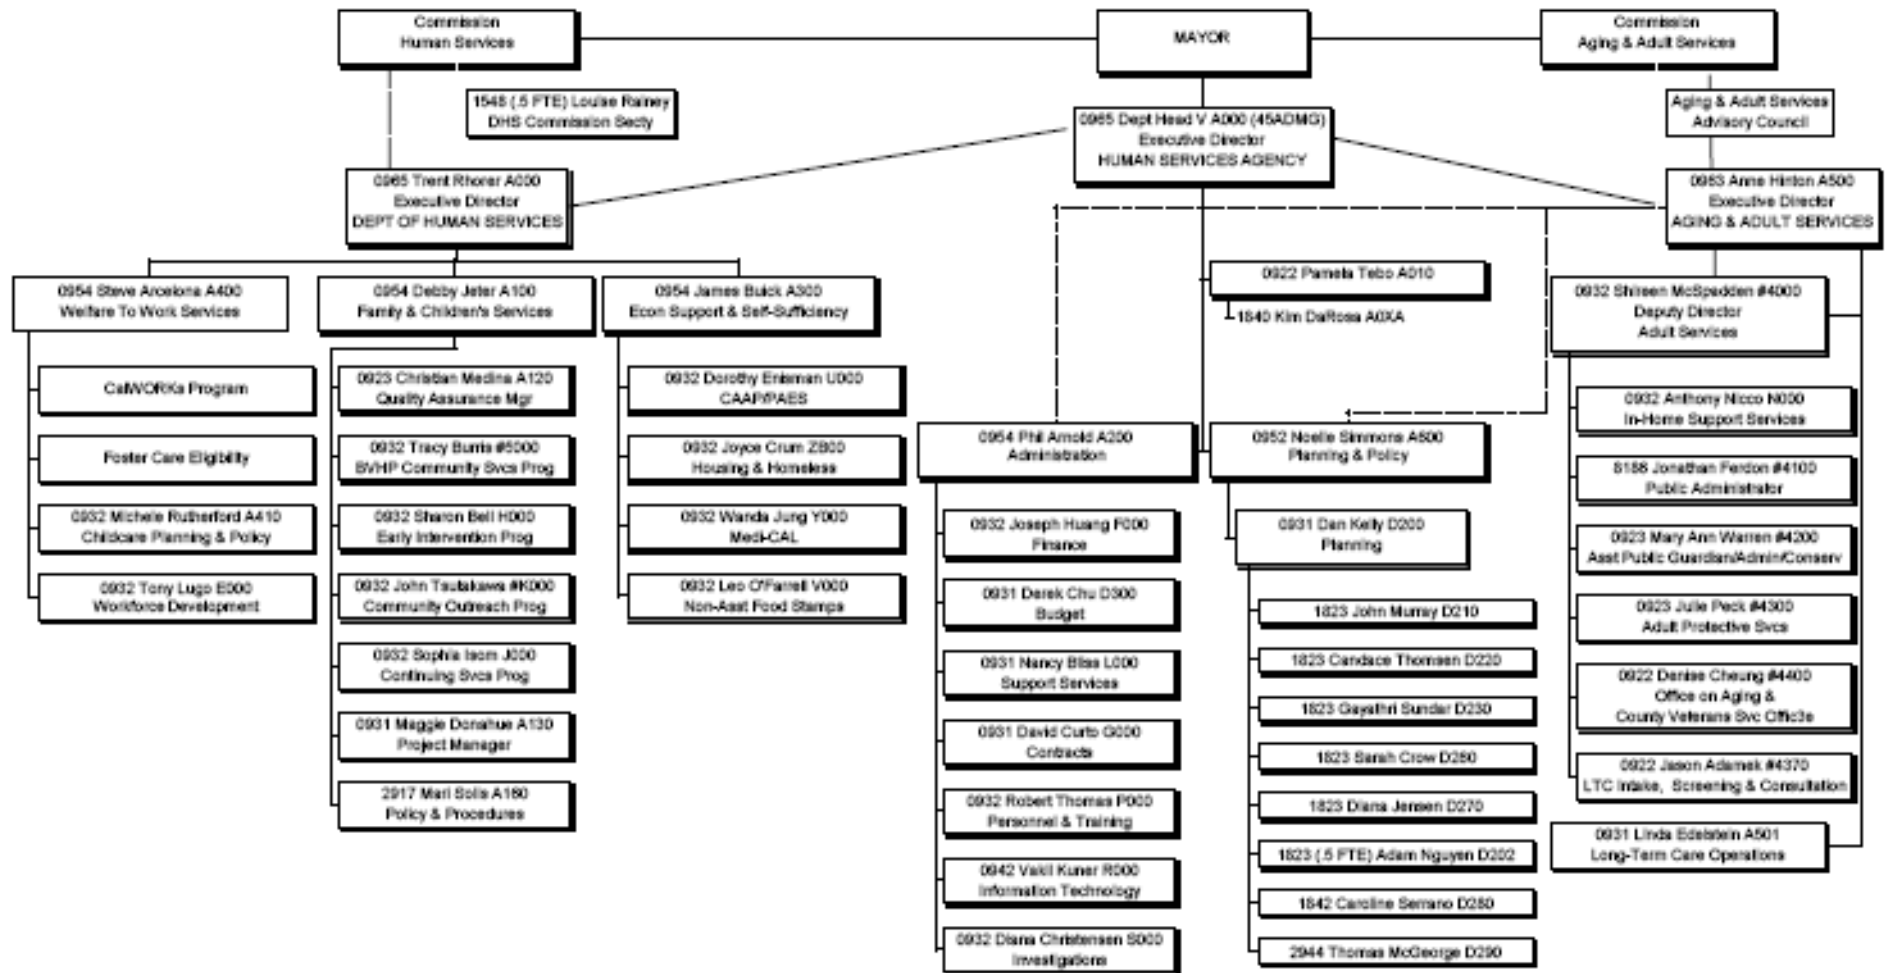 Commission
Human Services
MAYOR
Commission
Aging & Adult Services
1548 (.5 FTE) Louise Rainey
DHS Commission Secty
0965 Dept Head V A000 (45ADMG)
Executive Director
HUMAN SERVICES AGENCY
Aging & Adult Services
Advisory Council
0965 Trent Rhorer A000
Executive Director
DEPT OF HUMAN SERVICES
0963 Anne Hinton A500
Executive Director
AGING & ADULT SERVICES
0954 Steve Arcelona A400
Welfare To Work Services
0954 Debby Jeter A100
Family & Children's Services
0954 James Buick A300
Econ Support & Self-Sufficiency
0922 Pamela Tebo A010
1840 Kim DaRosa A0XA
0932 Shireen McSpadden #4000
Deputy Director
Adult Services
CalWORKs Program
Foster Care Eligibility
0932 Michele Rutherford A410
Childcare Planning & Policy
0932 Tony Lugo E000
Workforce Development
0923 Christian Medina A120
Quality Assurance Mgr
0932 Tracy Burris #5000
BVHP Community Svcs Prog
0932 Sharon Bell H000
Early Intervention Prog
0932 John Tsutakawa #K000
Community Outreach Prog
0932 Sophia Isom J000
Continuing Svcs Prog
0931 Maggie Donahue A130
Project Manager
2917 Mari Solis A160
Policy & Procedures
0932 Dorothy Enisman U000
CAAP/PAES
0932 Joyce Crum Z800
Housing & Homeless
0932 Wanda Jung Y000
Medi-CAL
0932 Leo O'Farrell V000
Non-Asst Food Stamps
0954 Phil Arnold A200
Administration
0932 Joseph Huang F000
Finance
0931 Derek Chu D300
Budget
0931 Nancy Bliss L000
Support Services
0931 David Curto G000
Contracts
0932 Robert Thomas P000
Personnel & Training
0942 Vakil Kuner R000
Information Technology
0932 Diana Christensen S000
Investigations
0952 Noelle Simmons A600
Planning & Policy
0931 Dan Kelly D200
Planning
1823 John Murray D210
1823 Candace Thomsen D220
1823 Gayathri Sundar D230
1823 Sarah Crow D260
1823 Diana Jensen D270
1823 (.5 FTE) Adam Nguyen D202
1842 Caroline Serrano D280
2944 Thomas McGeorge D290
0932 Anthony Nicco N000
In-Home Support Services
8186 Jonathan Ferdon #4100
Public Administrator
0923 Mary Ann Warren #4200
Asst Public Guardian/Admin/Conserv
0923 Julie Peck #4300
Adult Protective Svcs
0922 Denise Cheung #4400
Office on Aging &
County Veterans Svc Offic3e
0922 Jason Adamek #4370
LTC Intake, Screening & Consultation
0931 Linda Edelstein A501
Long-Term Care Operations